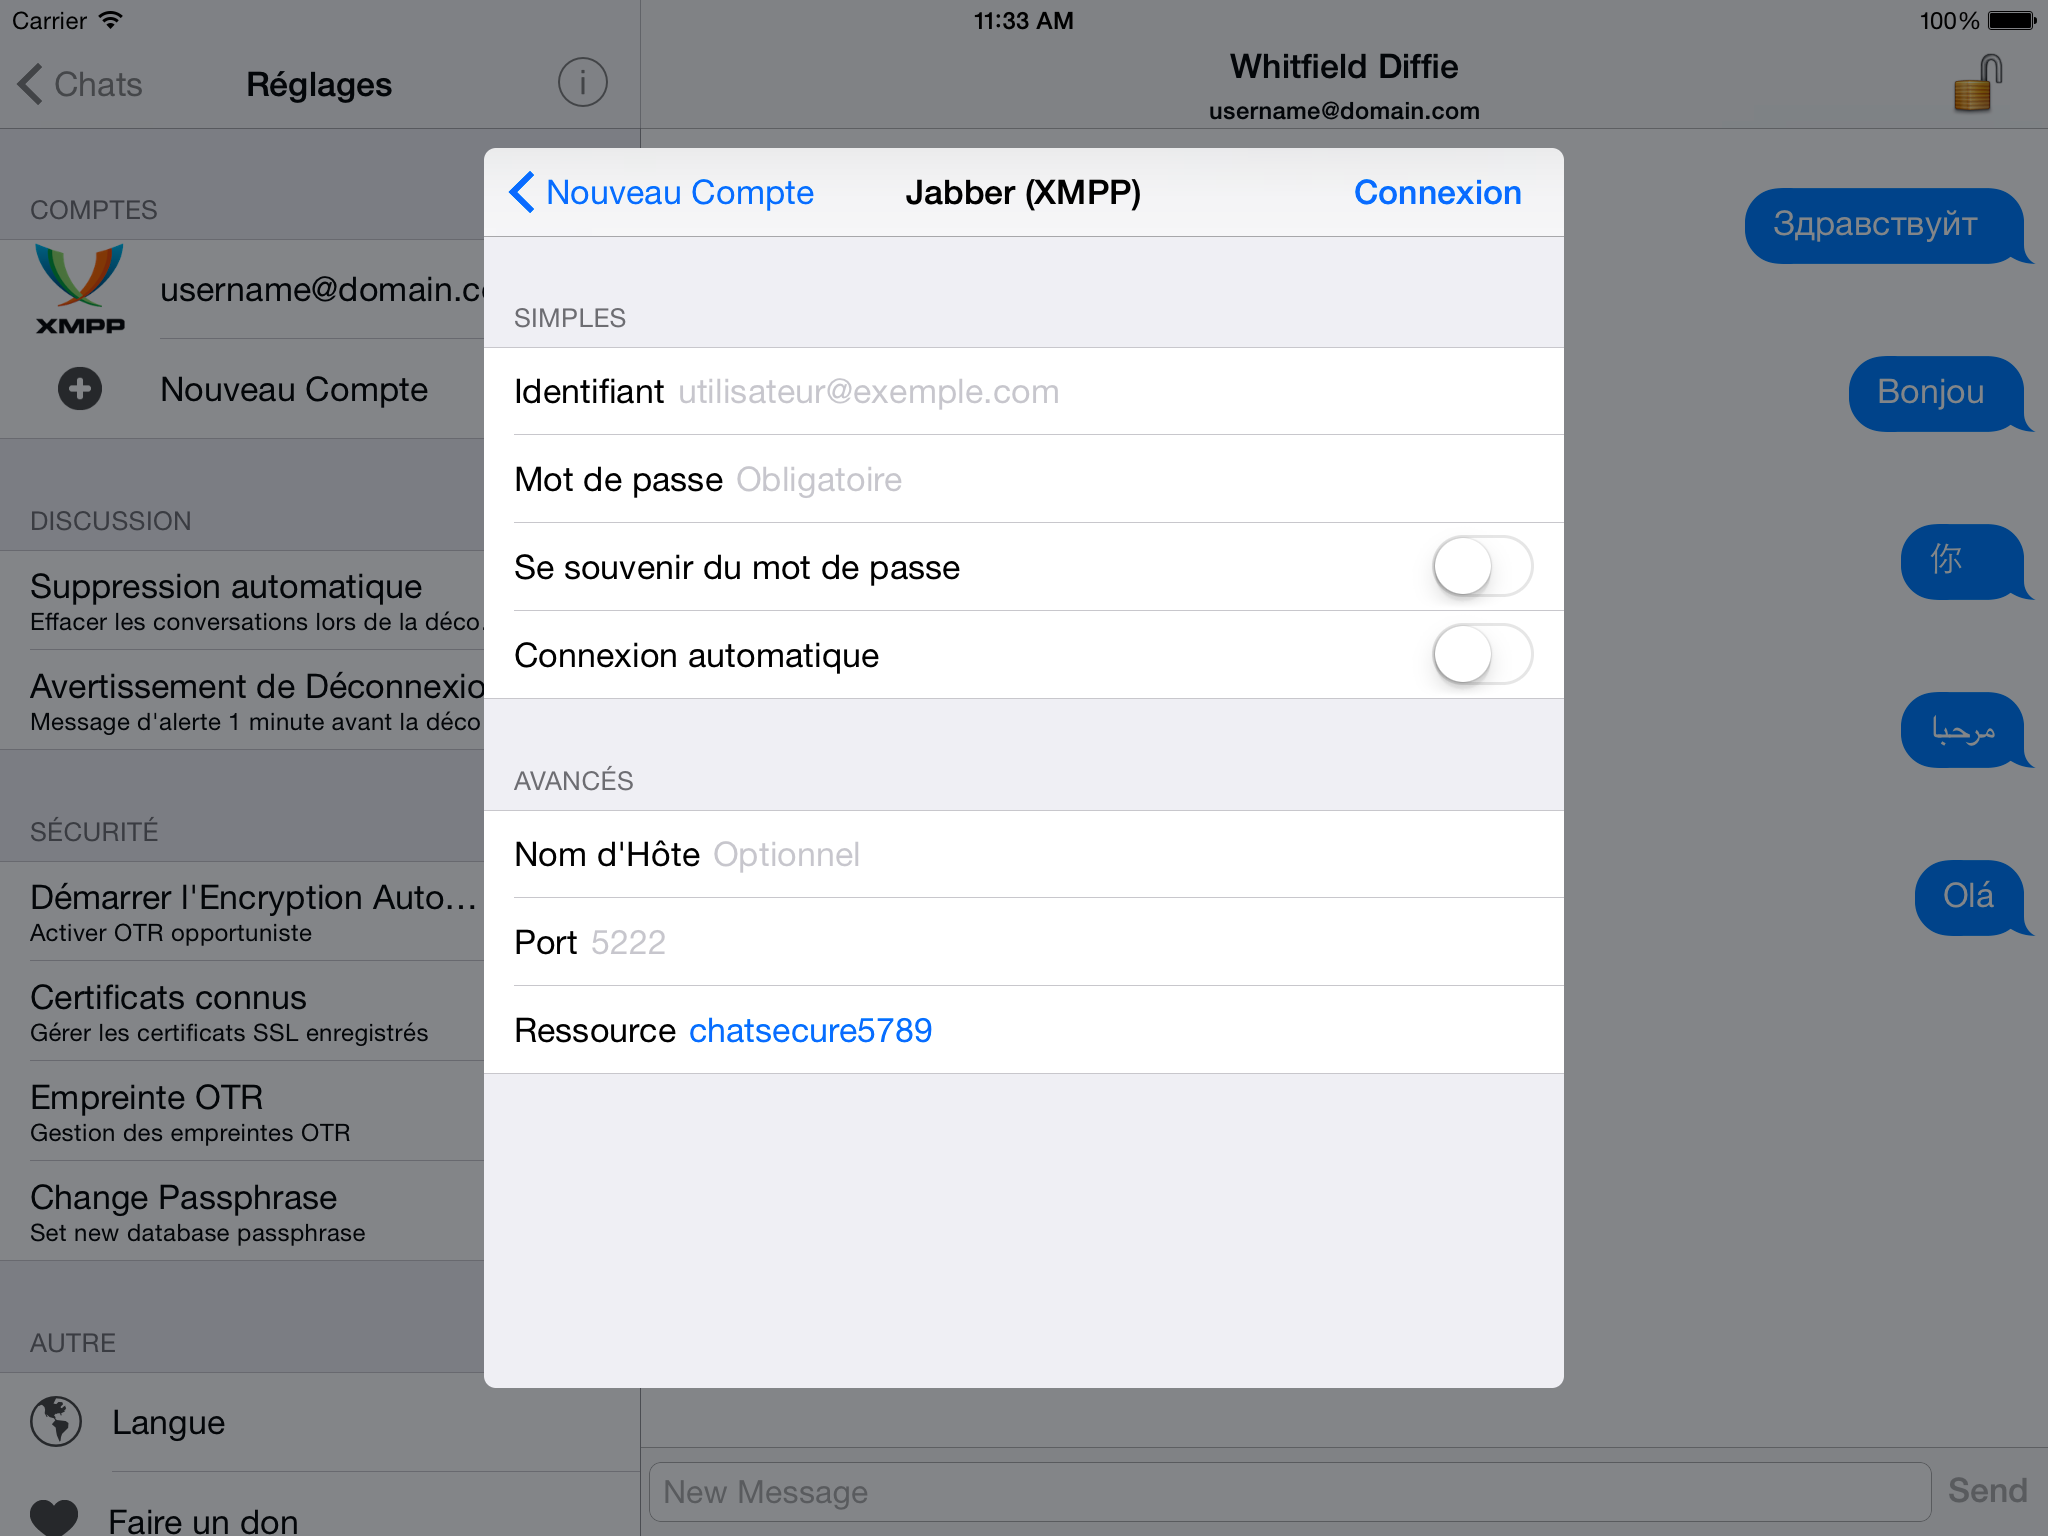 Carrier
11:33 AM
100%
Chats
Réglages
Whitfield Diffie
username@domain.com
COMPTES
XMPP
username@domain.c
Nouveau Compte
DISCUSSION
Suppression automatique
Effacer les conversations lors de la déco.
Avertissement de Déconnexio
Message d'alerte 1 minute avant la déco
SÉCURITÉ
Démarrer l'Encryption Auto...
Activer OTR opportuniste
Certificats connus
Gérer les certificats SSL enregistrés
Empreinte OTR
Gestion des empreintes OTR
Change Passphrase
Set new database passphrase
AUTRE
Langue
Faire un don
Nouveau Compte
Jabber (XMPP)
Connexion
SIMPLES
Identifiant utilisateur@exemple.com
Mot de passe Obligatoire
Se souvenir du mot de passe
Connexion automatique
AVANCÉS
Nom d'Hôte Optionnel
Port 5222
Ressource chatsecure5789
Здравствуйт
Bonjou
你
مرحبا
Olá
New Message
Send